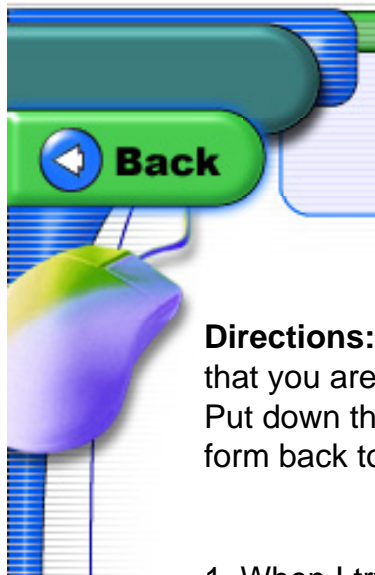 Back
Directions:
that you are
Put down th
form back to
1. When I tr